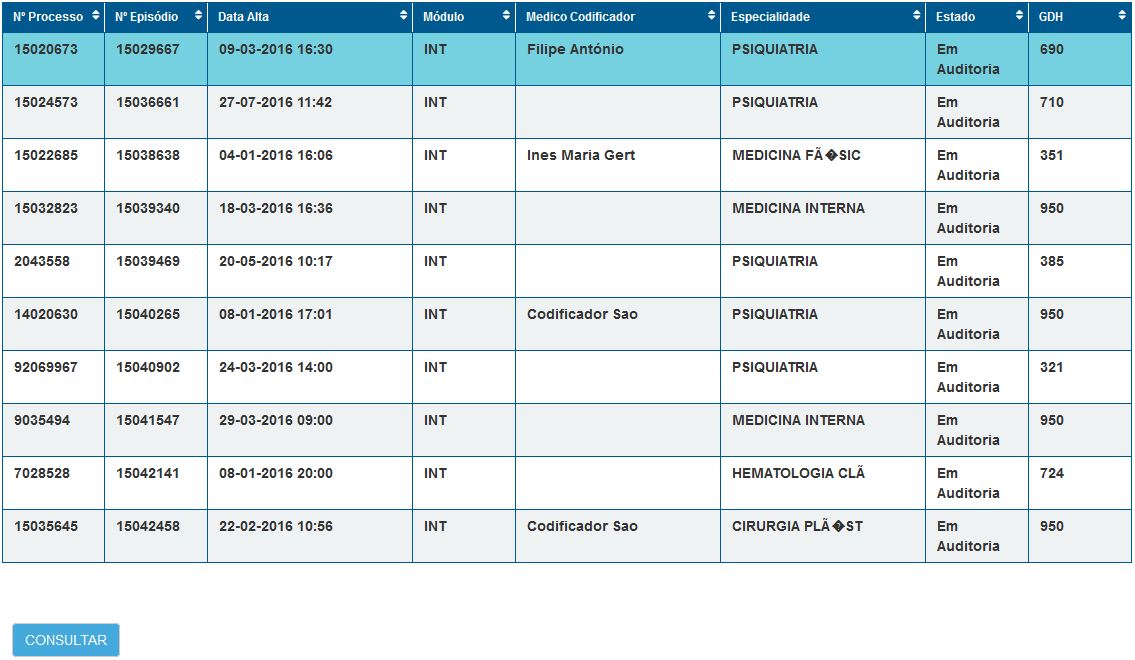 Nº Processo Nº Episódio Data Alta Módulo Medico Codificador Especialidade Estado GDH
15020673 15029667 09-03-2016 16:30 INT Filipe António PSIQUIATRIA Em 690
Auditoria
15024573 15036661 27-07-2016 11:42 INT PSIQUIATRIA Em 710
Auditoria
15022685 15038638 04-01-2016 16:06 INT Ines Maria Gert MEDICINA FÃ�SIC Em 351
Auditoria
15032823 15039340 18-03-2016 16:36 INT MEDICINA INTERNA Em 950
Auditoria
2043558 15039469 20-05-2016 10:17 INT PSIQUIATRIA Em 385
Auditoria
14020630 15040265 08-01-2016 17:01 INT Codificador Sao PSIQUIATRIA Em 950
Auditoria
92069967 15040902 24-03-2016 14:00 INT PSIQUIATRIA Em 321
Auditoria
9035494 15041547 29-03-2016 09:00 INT MEDICINA INTERNA Em 950
Auditoria
7028528 15042141 08-01-2016 20:00 INT HEMATOLOGIA CLÃ Em 724
Auditoria
15035645 15042458 22-02-2016 10:56 INT Codificador Sao CIRURGIA PLÃ�ST Em 950
Auditoria
CONSULTAR